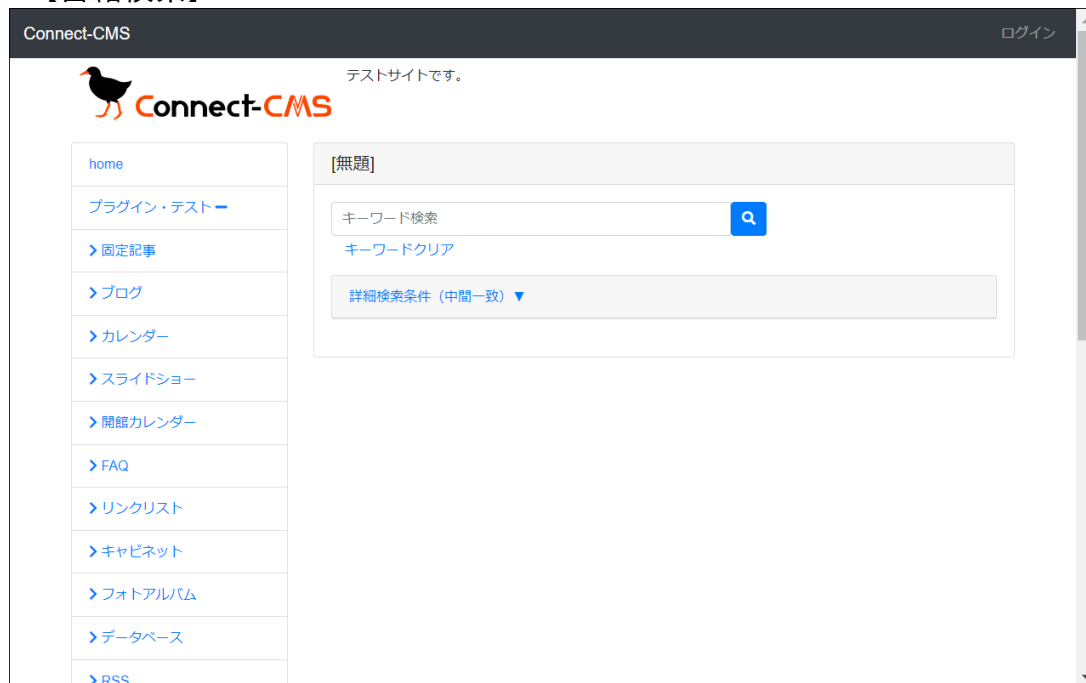 【書籍検索】
Connect-CMS
ログイン
Connect-CMS
テストサイトです。
home
プラグイン・テスト
固定記事
ブログ
カレンダー
スライドショー
開館カレンダー
FAQ
リンクリスト
キャビネット
フォトアルバム
データベース
RSS
[無題]
キーワード検索
キーワードクリア
詳細検索条件（中間一致）▼